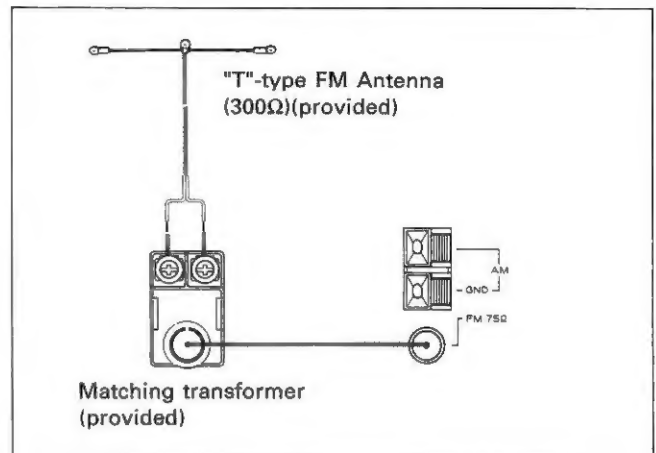 "T"-type FM Antenna
(300Ω)(provided)
AM
GND
FM 75Ω
Matching transformer
(provided)